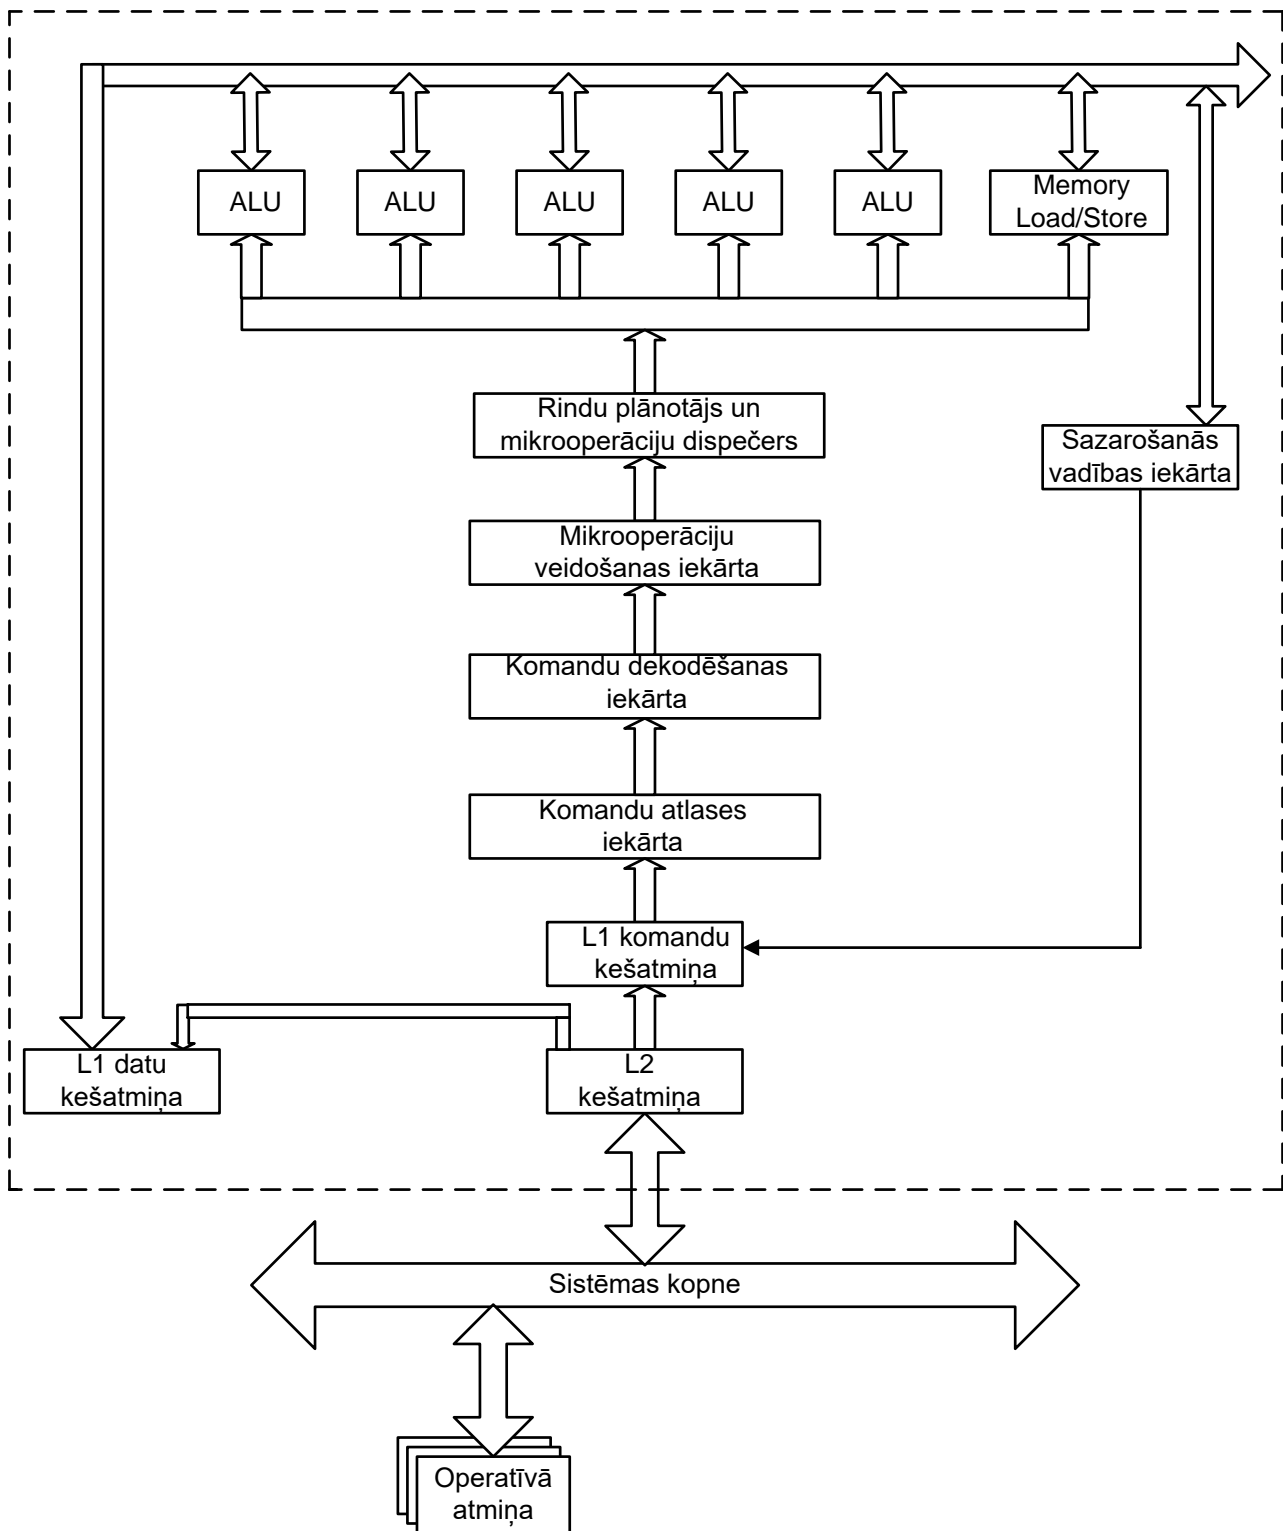 ALU
ALU
ALU
ALU
ALU
Memory
Load/Store
Rindu plānotājs un
mikrooperāciju dispečers
Sazarošanās
vadības iekārta
Mikrooperāciju
veidošanas iekārta
Komandu dekodēšanas
iekārta
Komandu atlases
iekārta
L1 komandu
kešatmiņa
L1 datu
kešatmiņa
L2
kešatmiņa
Sistēmas kopne
Operatīvā
atmiņa